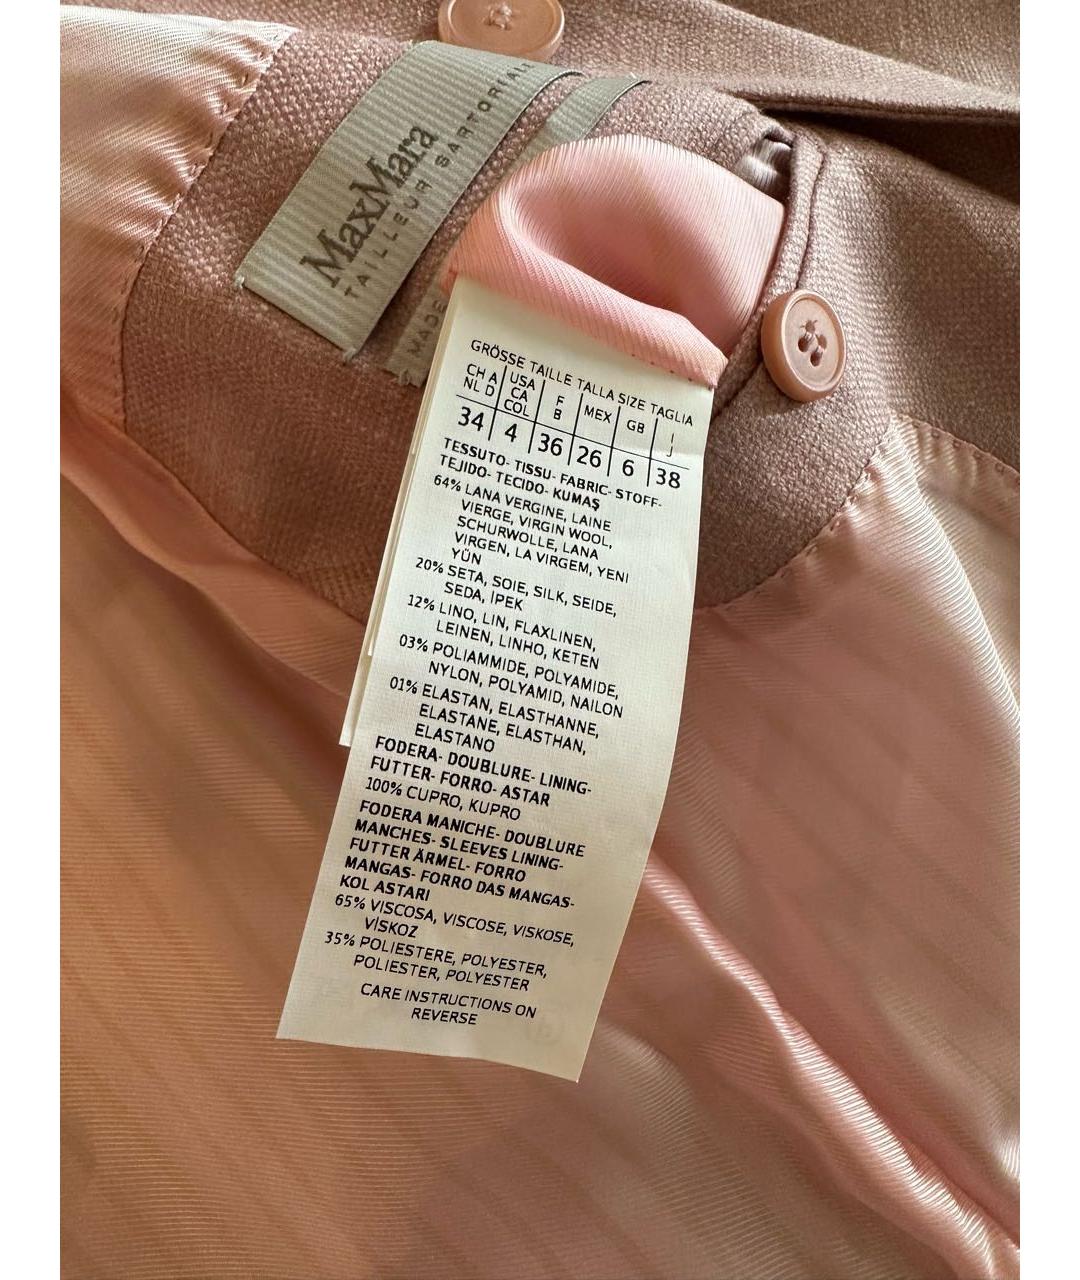 MaxMara
TAILLEUR SARTORIALE
MADE
GRÖSSE TAILLE TALLA SIZE TAGLIA
CH A NL D USA CA COL F B MEX GB I J
34 4 36 26 6 38
TESSUTO- TISSU- FABRIC- STOFF-
TEJIDO- TECIDO- KUMAŞ
64% LANA VERGINE, LAINE
VIERGE, VIRGIN WOOL,
SCHURWOLLE, LANA
VIRGEN, LA VIRGEM, YENI
YÜN
20% SETA, SOIE, SILK, SEIDE,
SEDA, IPEK
12% LINO, LIN, FLAXLINEN,
LEINEN, LINHO, KETEN
03% POLIAMMIDE, POLYAMIDE,
NYLON, POLYAMID, NAILON
01% ELASTAN, ELASTHANNE,
ELASTANE, ELASTHAN,
ELASTANO
FODERA- DOUBLURE- LINING-
FUTTER- FORRO- ASTAR
100% CUPRO, KUPRO
FODERA MANICHE- DOUBLURE
MANCHES- SLEEVES LINING-
FUTTER ÄRMEL- FORRO
MANGAS- FORRO DAS MANGAS-
KOL ASTARI
65% VISCOSA, VISCOSE, VISKOSE,
VİSKOZ
35% POLIESTERE, POLYESTER,
POLIESTER, POLYESTER
CARE INSTRUCTIONS ON
REVERSE